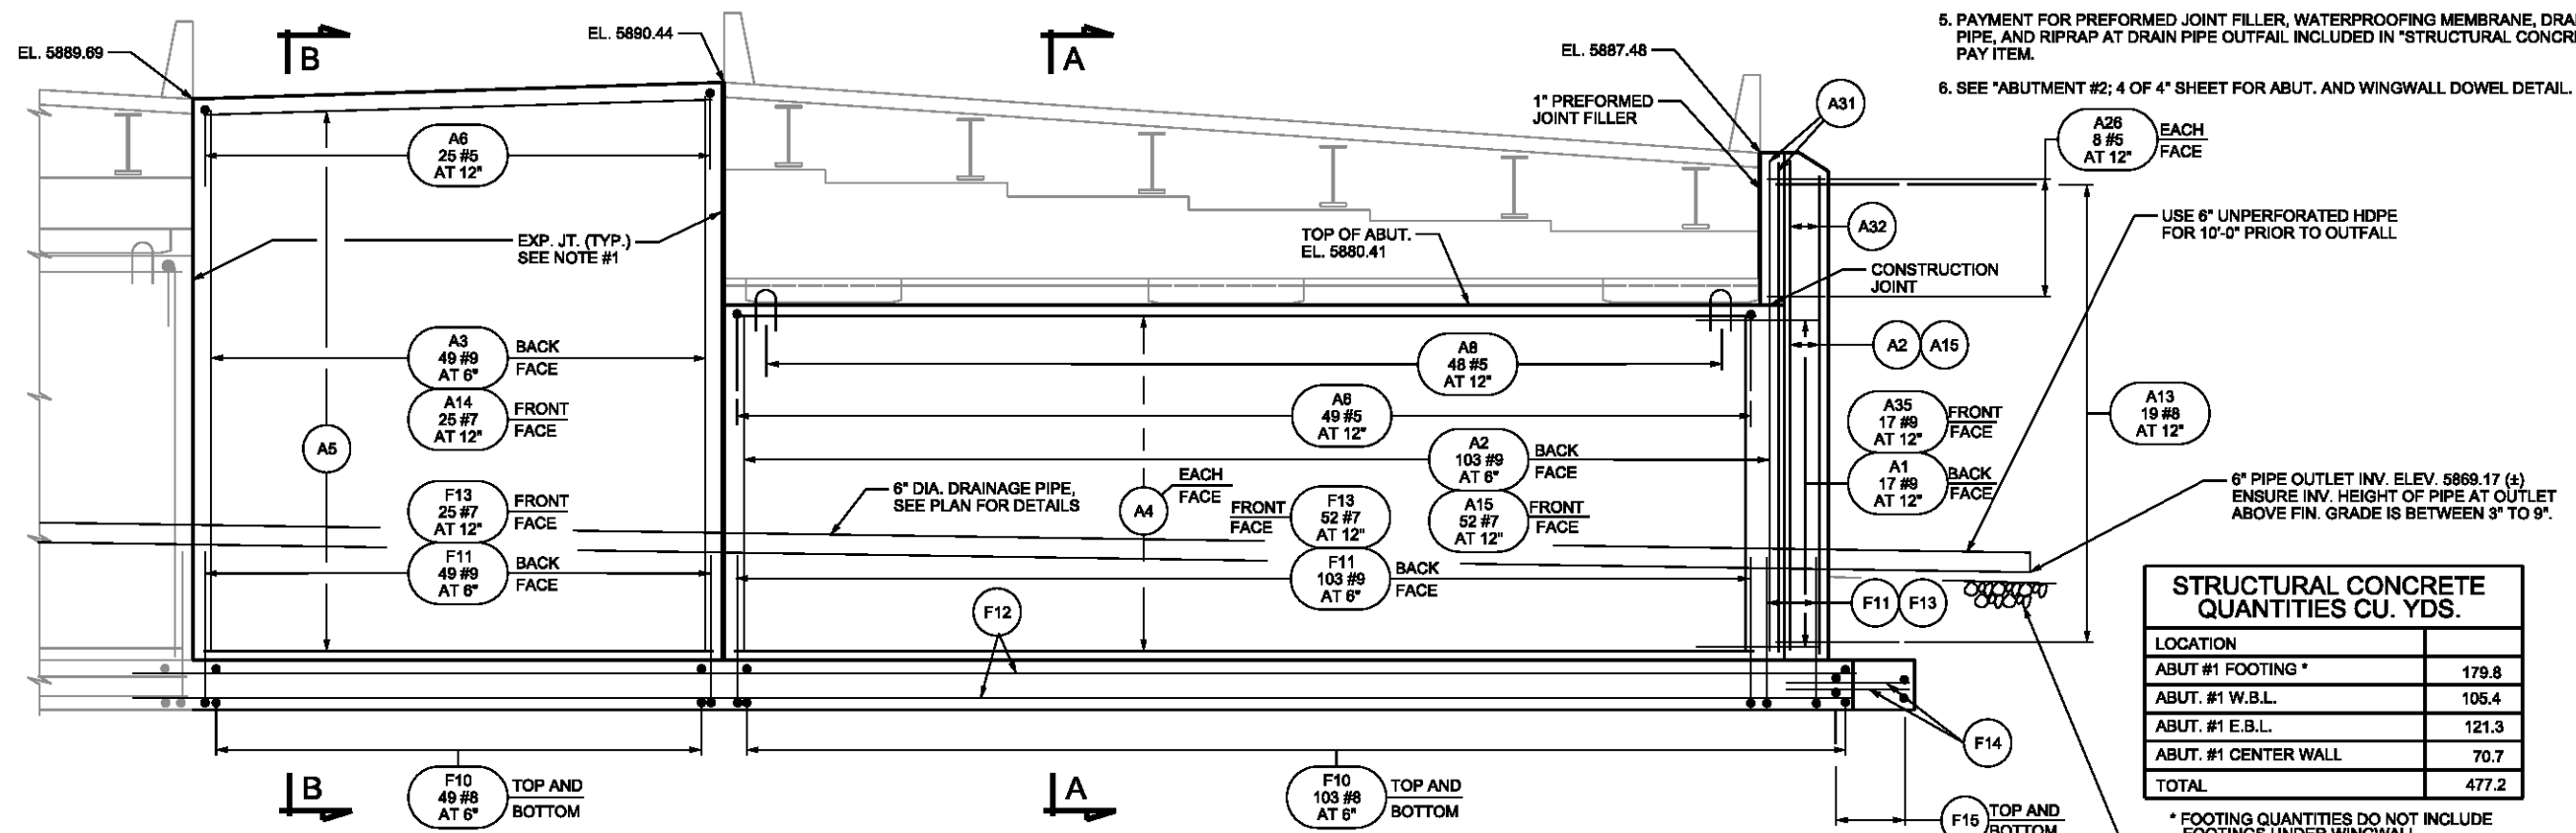 5. PAYMENT FOR PREFORMED JOINT FILLER, WATERPROOFING MEMBRANE,
PIPE, AND RIPRAP AT DRAIN PIPE OUTFAIL INCLUDED IN "STRUCTURAL
PAY ITEM.
6. SEE "ABUTMENT #2; 4 OF 4" SHEET FOR ABUT. AND WINGWALL DOWEL DETAIL.
EL. 5889.69
B
EL. 5890.44
A
EL. 5887.48
1" PREFORMED
JOINT FILLER
A31
A26
8 #5
AT 12"
EACH
FACE
A6
25 #5
AT 12"
EXP. JT. (TYP.)
SEE NOTE #1
TOP OF ABUT.
EL. 5880.41
A32
USE 6" UNPERFORATED HDPE
FOR 10'-0" PRIOR TO OUTFALL
CONSTRUCTION
JOINT
A3
49 #9
AT 6"
BACK
FACE
A14
25 #7
AT 12"
FRONT
FACE
A8
48 #5
AT 12"
A2
A15
A6
49 #5
AT 12"
A35
17 #9
AT 12"
FRONT
FACE
A13
19 #8
AT 12"
A5
A2
103 #9
AT 6"
BACK
FACE
A1
17 #9
AT 12"
BACK
FACE
F13
25 #7
AT 12"
FRONT
FACE
6" DIA. DRAINAGE PIPE,
SEE PLAN FOR DETAILS
A4
EACH
FACE
FRONT
FACE
F13
52 #7
AT 12"
A15
52 #7
AT 12"
FRONT
FACE
6" PIPE OUTLET INV. ELEV. 5869.17 (±)
ENSURE INV. HEIGHT OF PIPE AT OUTLET
ABOVE FIN. GRADE IS BETWEEN 3" TO 9".
F11
49 #9
AT 6"
BACK
FACE
F11
103 #9
AT 6"
BACK
FACE
F12
F11
F13
F14
STRUCTURAL CONCRETE
QUANTITIES CU. YDS.
LOCATION
ABUT #1 FOOTING * 179.8
ABUT. #1 W.B.L. 105.4
ABUT. #1 E.B.L. 121.3
ABUT. #1 CENTER WALL 70.7
TOTAL 477.2
* FOOTING QUANTITIES DO NOT INCLUDE
FOOTINGS UNDER WINGWALL
B
F10
49 #8
AT 6"
TOP AND
BOTTOM
A
F10
103 #8
AT 6"
TOP AND
BOTTOM
F15
TOP AND
BOTTOM